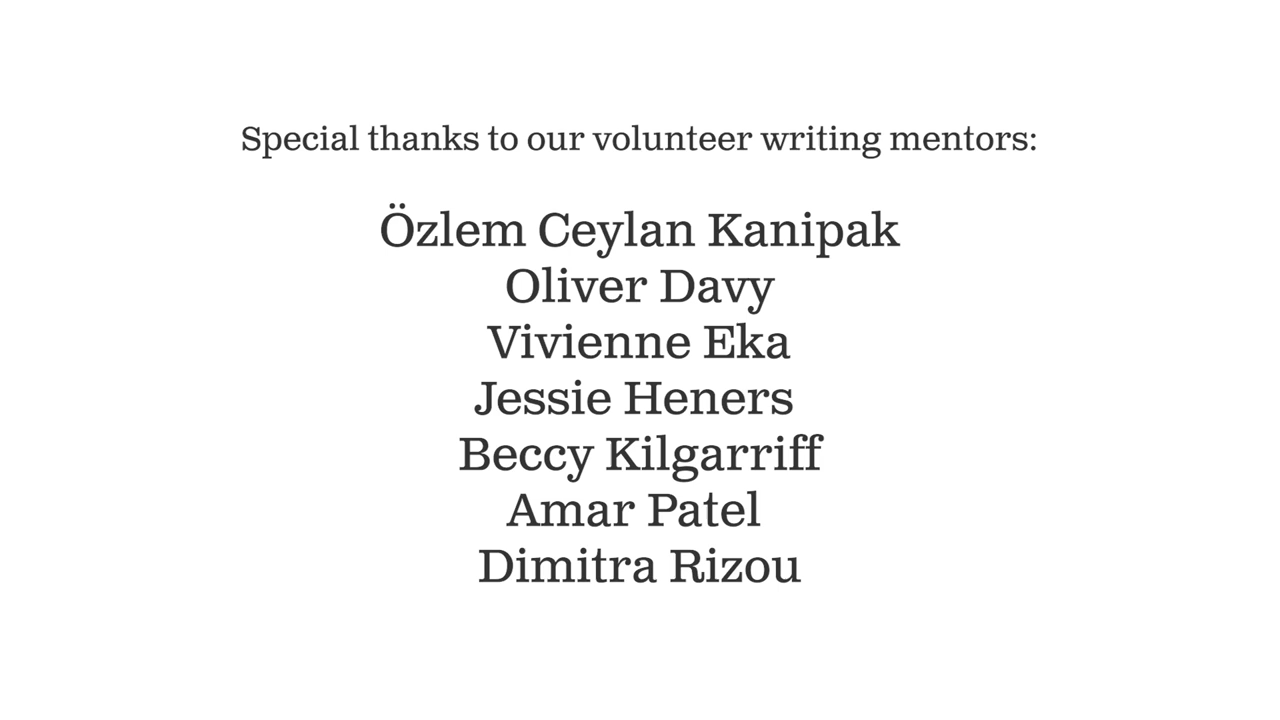 Special thanks to our volunteer writing mentors:
Özlem Ceylan Kanipak
Oliver Davy
Vivienne Eka
Jessie Heners
Beccy Kilgarriff
Amar Patel
Dimitra Rizou